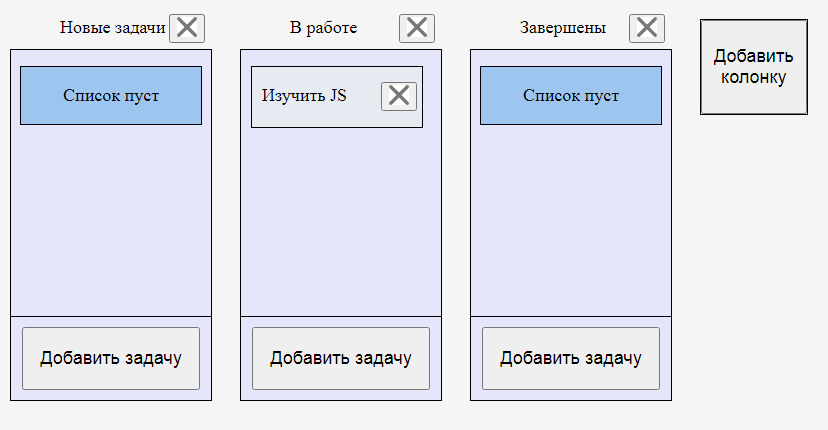 Новые задачи
В работе
Завершены
Добавить
колонку
Список пуст
Изучить JS
Список пуст
Добавить задачу
Добавить задачу
Добавить задачу